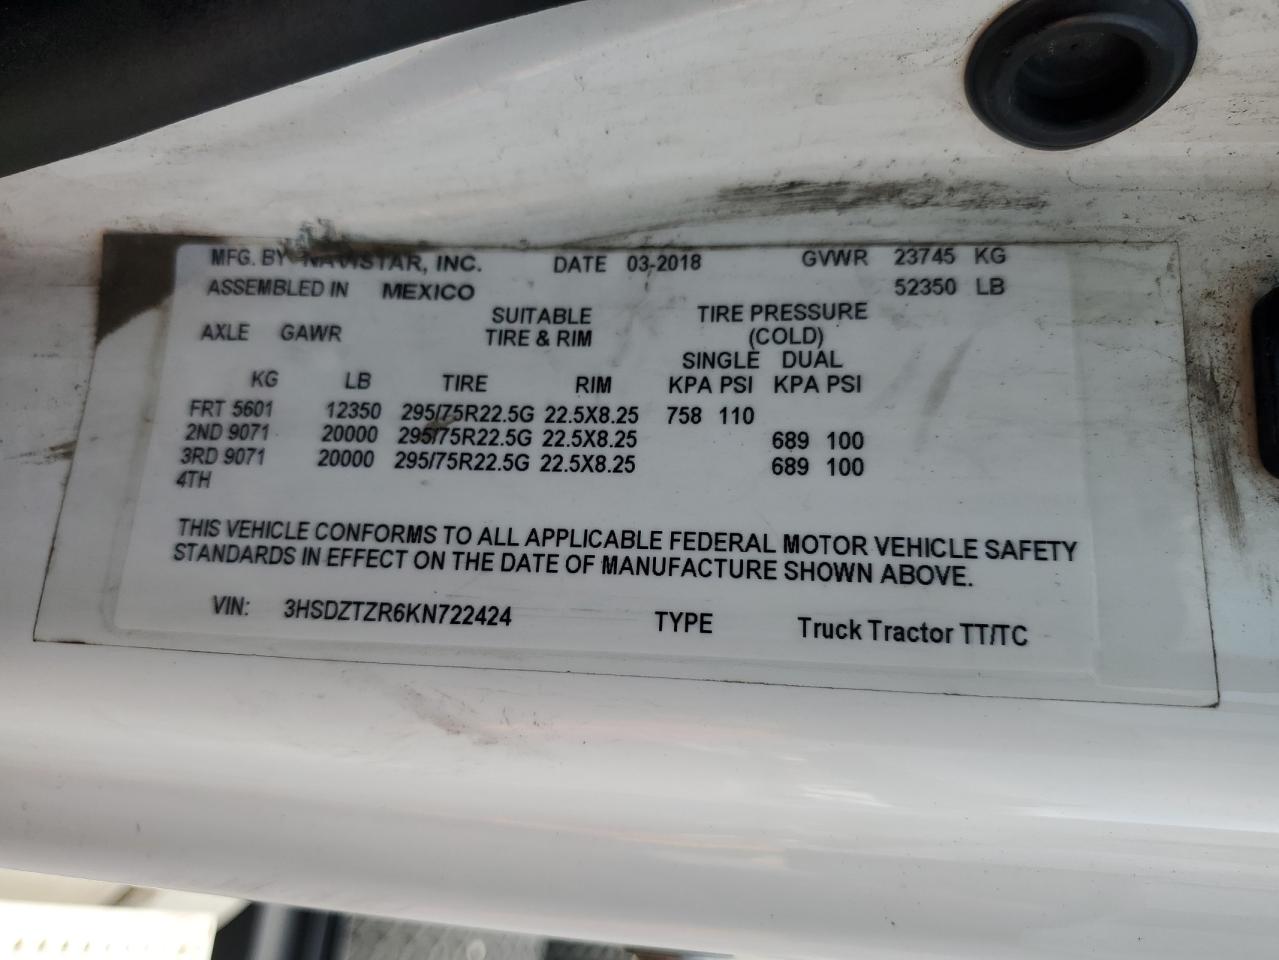 MFG. BY NAVISTAR, INC. DATE 03-2018 GVWR 23745 KG
ASSEMBLED IN MEXICO 52350 LB
SUITABLE TIRE PRESSURE
AXLE GAWR TIRE & RIM (COLD)
SINGLE DUAL
KG LB TIRE RIM KPA PSI KPA PSI
FRT 5601 12350 295/75R22.5G 22.5X8.25 758 110
2ND 9071 20000 295/75R22.5G 22.5X8.25 689 100
3RD 9071 20000 295/75R22.5G 22.5X8.25 689 100
4TH
THIS VEHICLE CONFORMS TO ALL APPLICABLE FEDERAL MOTOR VEHICLE SAFETY
STANDARDS IN EFFECT ON THE DATE OF MANUFACTURE SHOWN ABOVE.
VIN: 3HSDZTZR6KN722424 TYPE Truck Tractor TT/TC